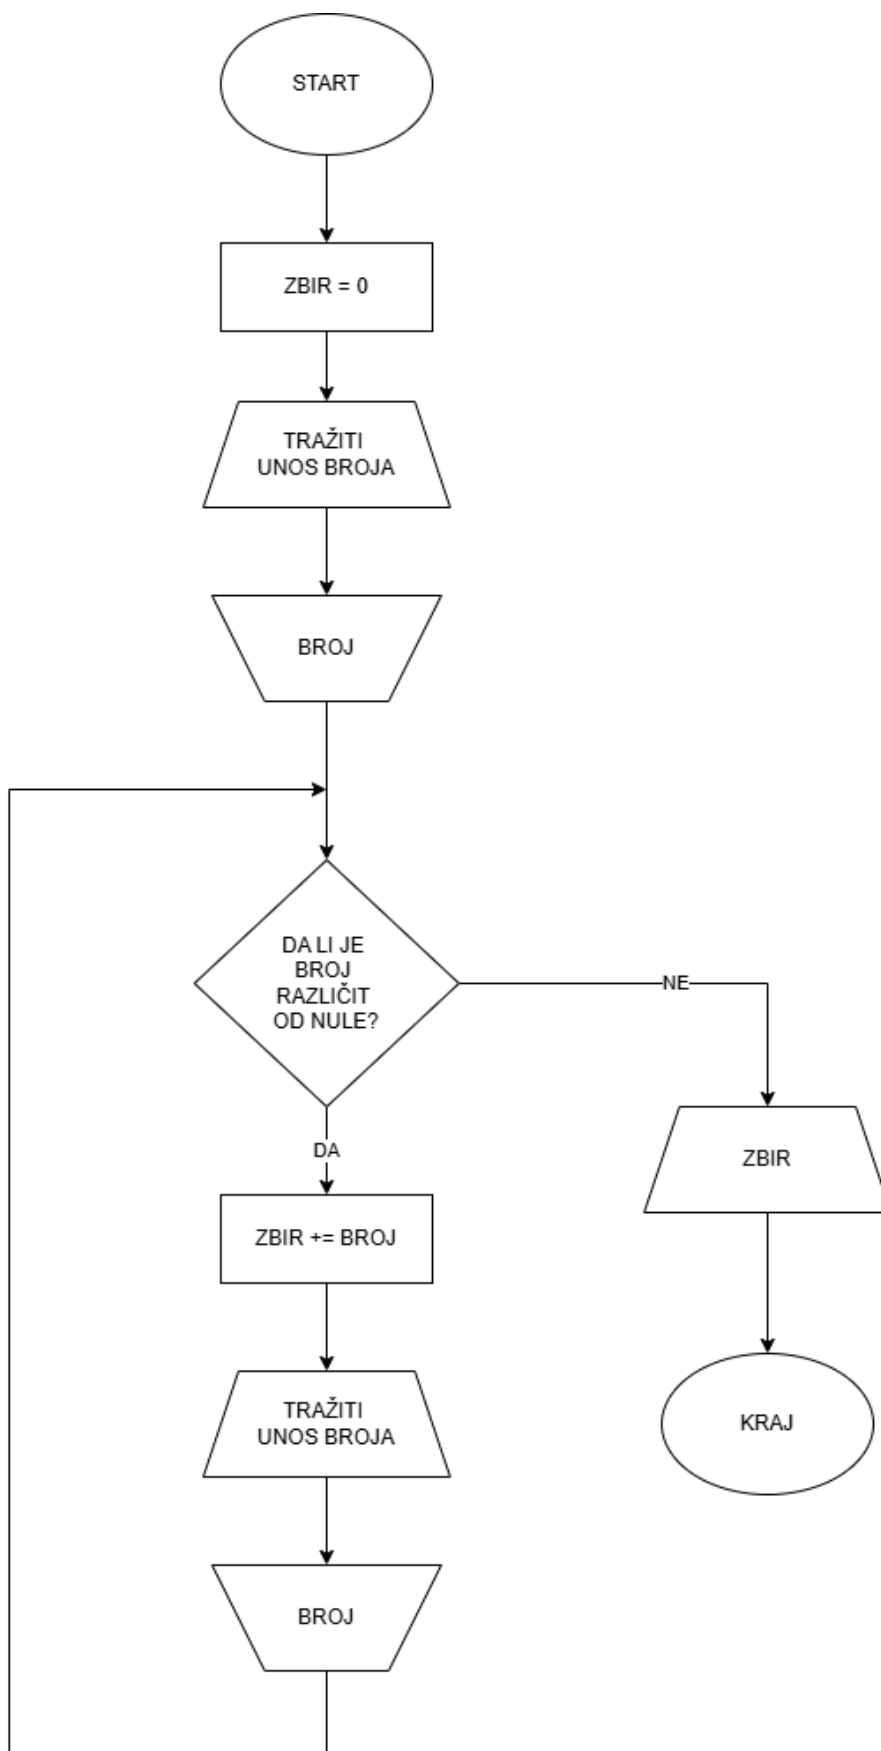 START
ZBIR = 0
TRAŽITI
UNOS BROJA
BROJ
DA LI JE
BROJ
RAZLIČIT
OD NULE?
NE
DA
ZBIR
ZBIR += BROJ
TRAŽITI
UNOS BROJA
KRAJ
BROJ